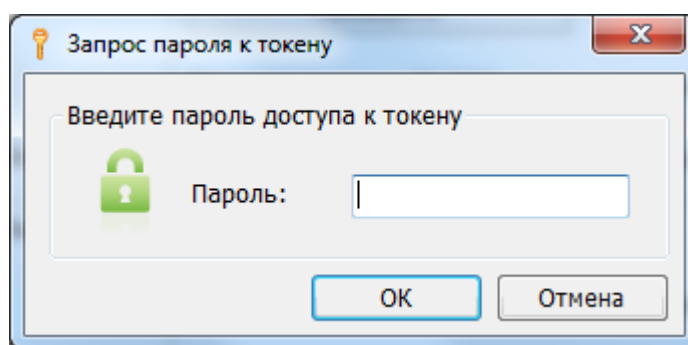 Запрос пароля к токену
Введите пароль доступа к токену
Пароль:
ОК Отмена